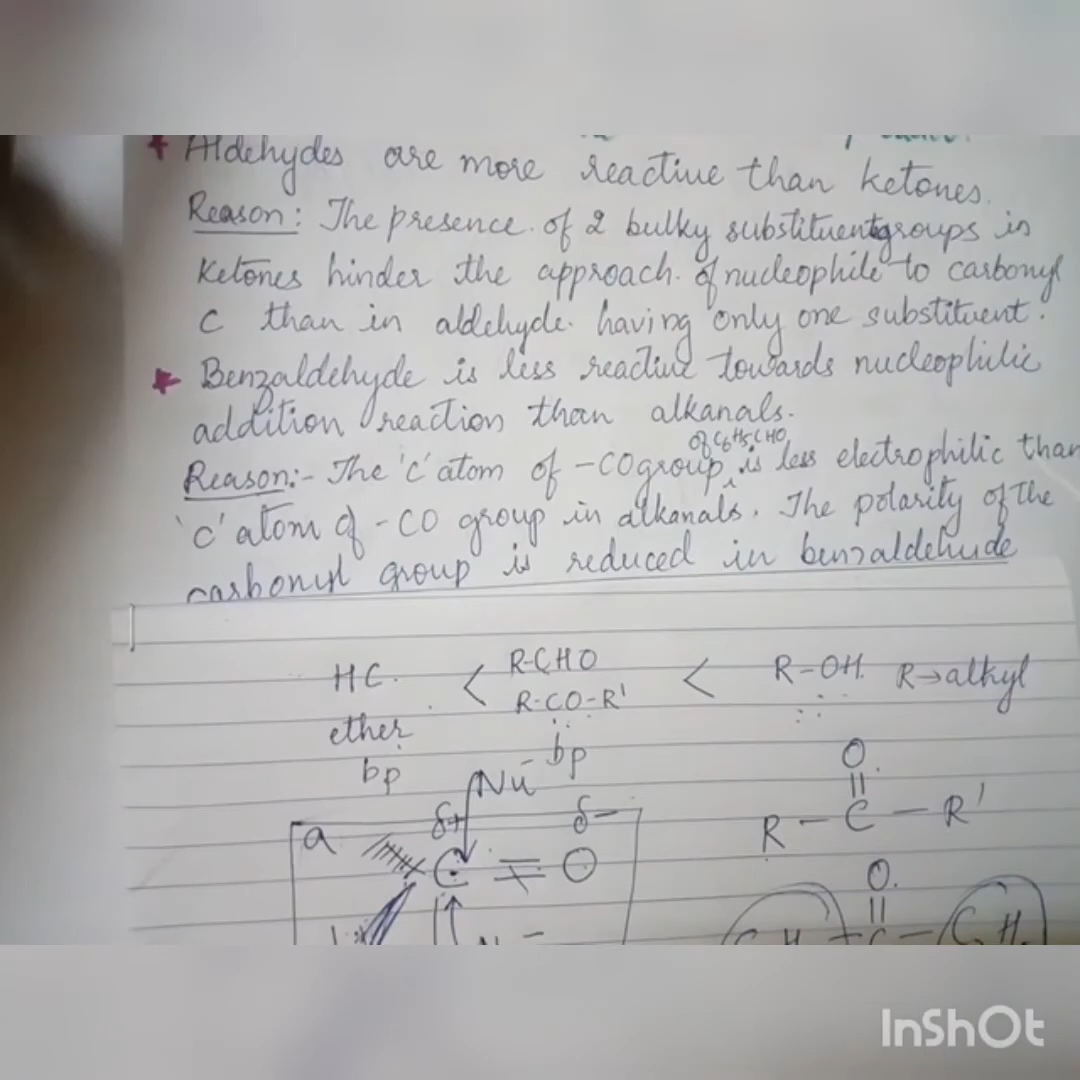 * Aldehydes are more reactive than ketones.
Reason: The presence of 2 bulky substituent groups in
ketones hinder the approach of nucleophile to carbonyl
C than in aldehyde having only one substituent.
* Benzaldehyde is less reactive towards nucleophilic
addition reaction than alkanals.
of C6H5CHO
Reason:- The 'C' atom of -CO group is less electrophilic than
'C' atom of -CO group in alkanals. The polarity of the
carbonyl group is reduced in benzaldehyde
HC. < R-CHO < R-OH. R→alkyl
R-CO-R'
ether
bp bp
Nu-
δ+ δ-
a C = O
O
||
R - C - R'
O
||
C
InShOt